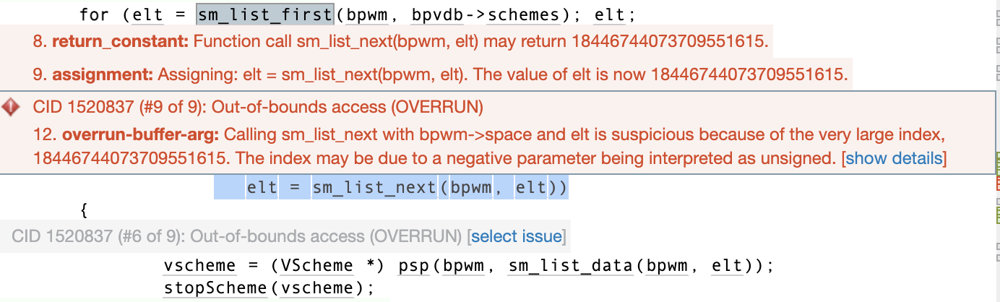 for (elt = sm_list_first(bpwm, bpvdb->schemes); elt;
8. return_constant: Function call sm_list_next(bpwm, elt) may return 18446744073709551615.
9. assignment: Assigning: elt = sm_list_next(bpwm, elt). The value of elt is now 18446744073709551615.
CID 1520837 (#9 of 9): Out-of-bounds access (OVERRUN)
12. overrun-buffer-arg: Calling sm_list_next with bpwm->space and elt is suspicious because of the very large index,
18446744073709551615. The index may be due to a negative parameter being interpreted as unsigned. [show details]
elt = sm_list_next(bpwm, elt))
{
CID 1520837 (#6 of 9): Out-of-bounds access (OVERRUN) [select issue]
vscheme = (VScheme *) psp(bpwm, sm_list_data(bpwm, elt));
stopScheme(vscheme);